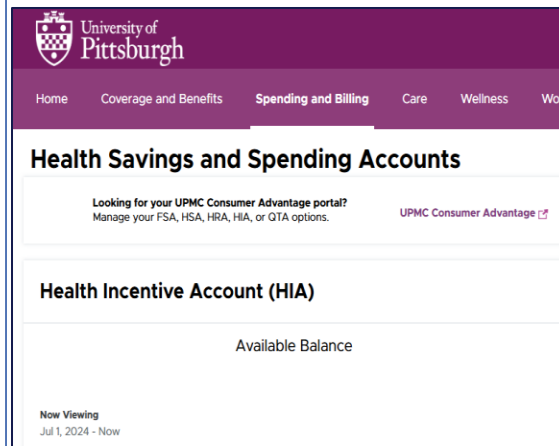 University of
Pittsburgh
Home Coverage and Benefits Spending and Billing Care Wellness Wo
Health Savings and Spending Accounts
Looking for your UPMC Consumer Advantage portal?
Manage your FSA, HSA, HRA, HIA, or QTA options.
UPMC Consumer Advantage
Health Incentive Account (HIA)
Available Balance
Now Viewing
Jul 1, 2024 - Now